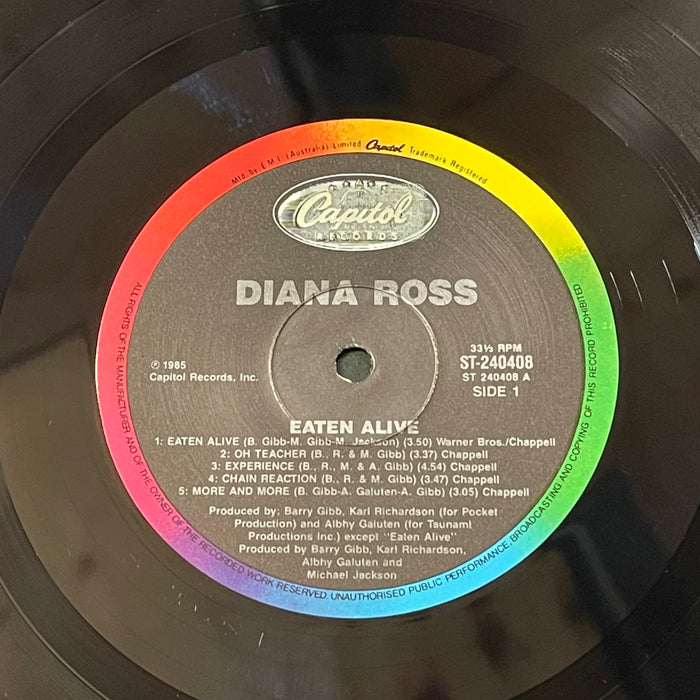 Mfd. by E.M.I. (Australia) Limited Capitol Trademark Registered
Capitol
RECORDS
DIANA ROSS
℗ 1985
Capitol Records, Inc.
33⅓ RPM
ST-240408
ST 240408 A
SIDE 1
EATEN ALIVE
1: EATEN ALIVE (B. Gibb-M. Gibb-M. Jackson) (3.50) Warner Bros./Chappell
2: OH TEACHER (B., R. & M. Gibb) (3.37) Chappell
3: EXPERIENCE (B., R., M. & A. Gibb) (4.54) Chappell
4: CHAIN REACTION (B., R. & M. Gibb) (3.47) Chappell
5: MORE AND MORE (B. Gibb-A. Galuten-A. Gibb) (3.05) Chappell
Produced by: Barry Gibb, Karl Richardson (for Pocket
Production) and Albhy Galuten (for Tsunami
Productions Inc.) except "Eaten Alive"
Produced by Barry Gibb, Karl Richardson,
Albhy Galuten and
Michael Jackson
ALL RIGHTS OF THE MANUFACTURER AND OF THE OWNER OF THE RECORDED WORK RESERVED. UNAUTHORISED PUBLIC PERFORMANCE, BROADCASTING AND COPYING OF THIS RECORD PROHIBITED